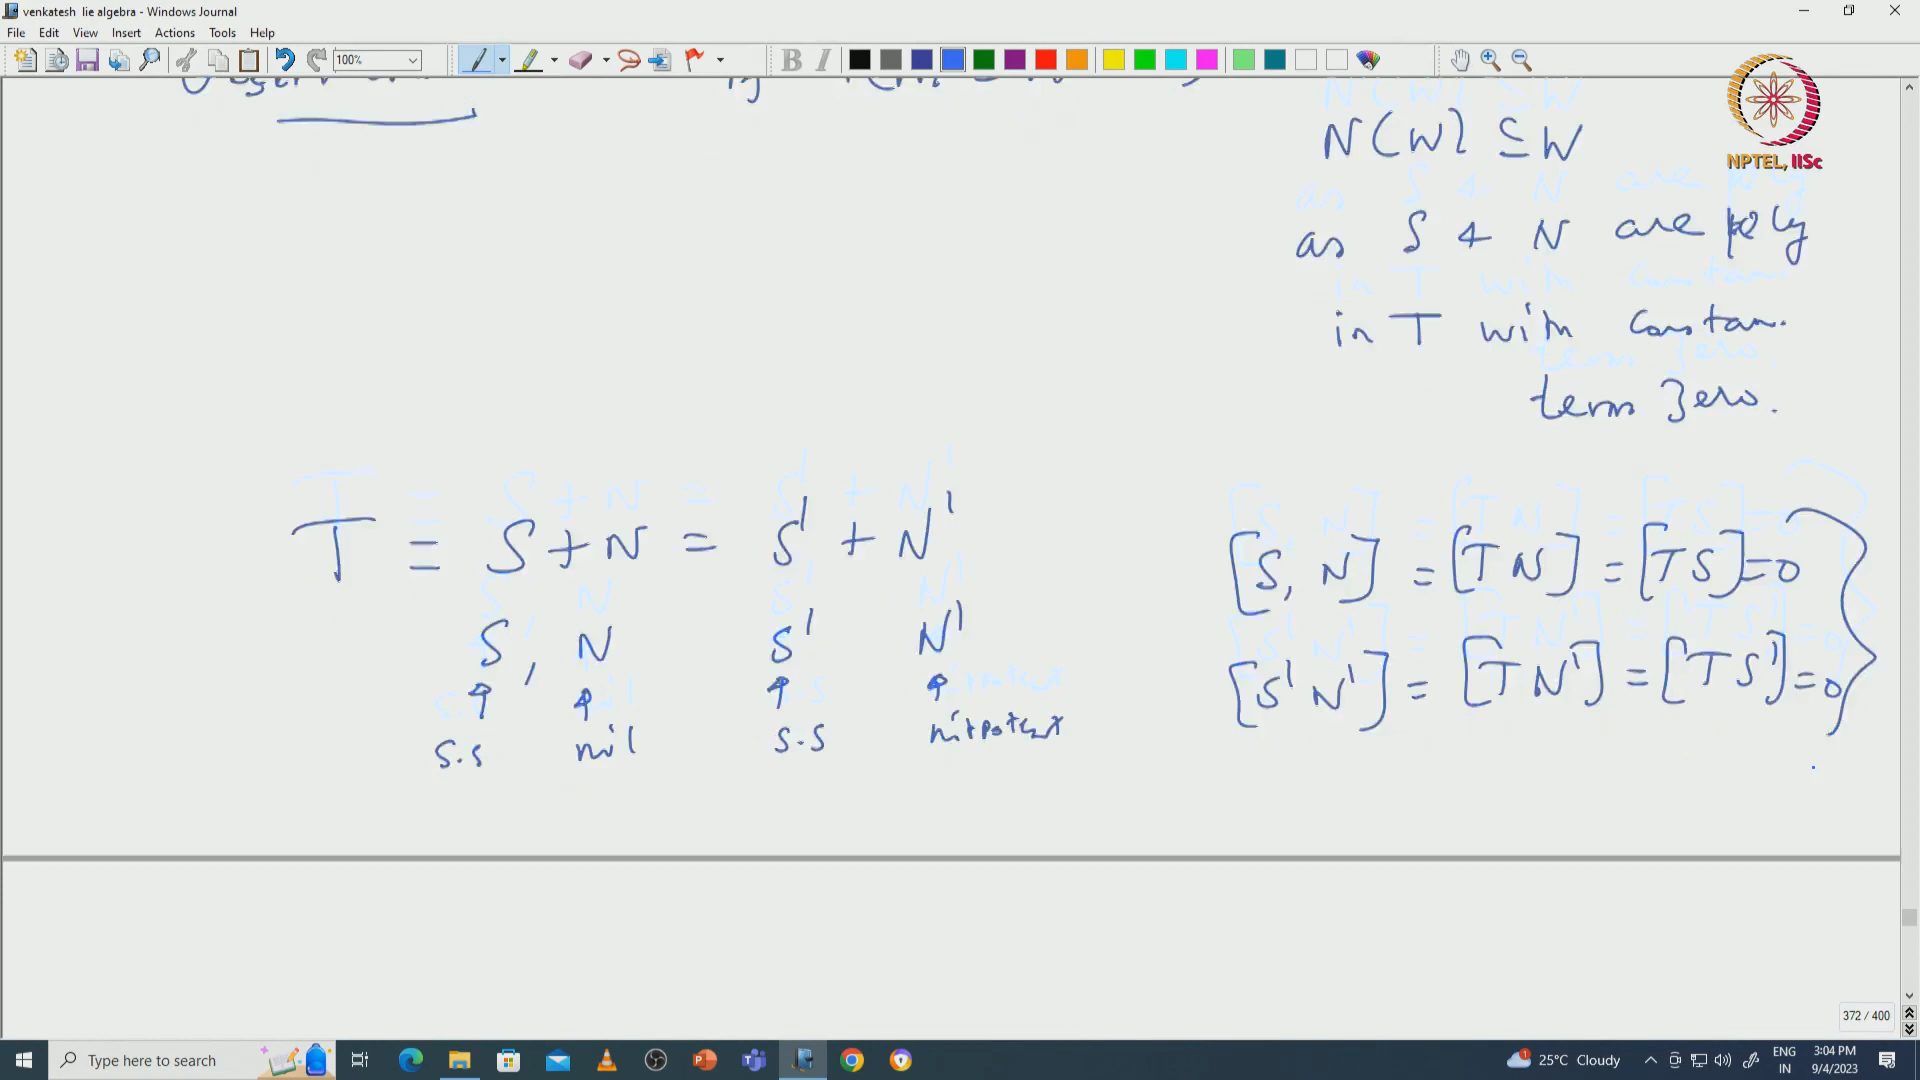 venkatesh lie algebra - Windows Journal
File Edit View Insert Actions Tools Help
100%
N(W) ⊆ W
NPTEL, IISc
as S & N are poly
in T with constan.
term zero.
T = S + N = S' + N'
[S, N] = [T N] = [T S] = 0
S, N S' N'
[S' N'] = [T N'] = [T S'] = 0
s.s nil s.s nilpotent
372 / 400
Type here to search
25°C Cloudy
ENG
IN
3:04 PM
9/4/2023